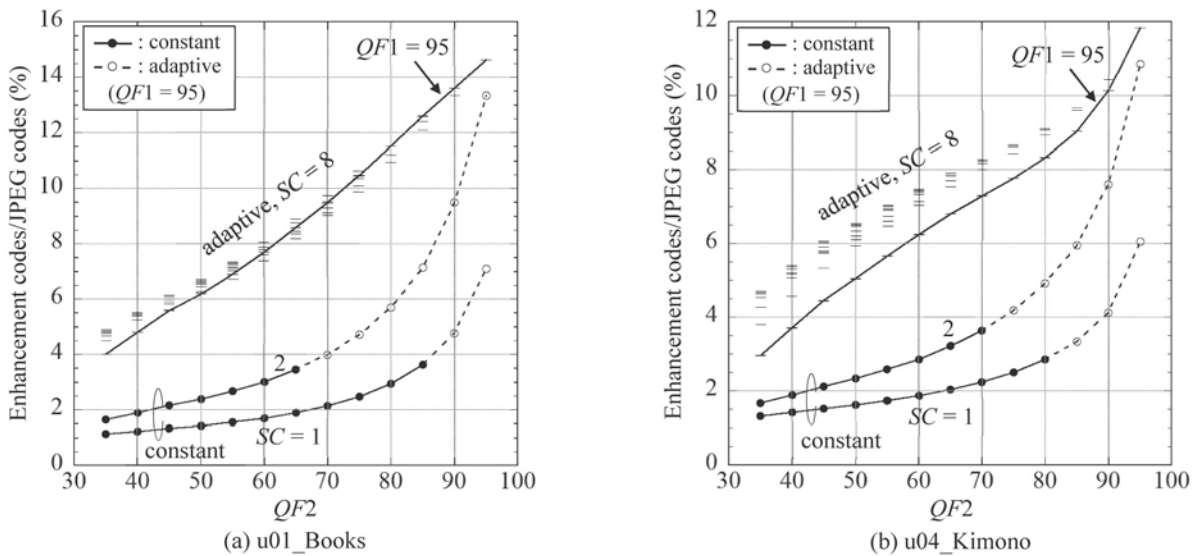 Enhancement codes/JPEG codes (%)
16
14
12
10
8
6
4
2
0
: constant
: adaptive
(QF1 = 95)
QF1 = 95
adaptive, SC = 8
2
SC = 1
constant
30 40 50 60 70 80 90 100
QF2
(a) u01_Books
Enhancement codes/JPEG codes (%)
12
10
8
6
4
2
0
: constant
: adaptive
(QF1 = 95)
QF1 = 95
adaptive, SC = 8
2
SC = 1
constant
30 40 50 60 70 80 90 100
QF2
(b) u04_Kimono